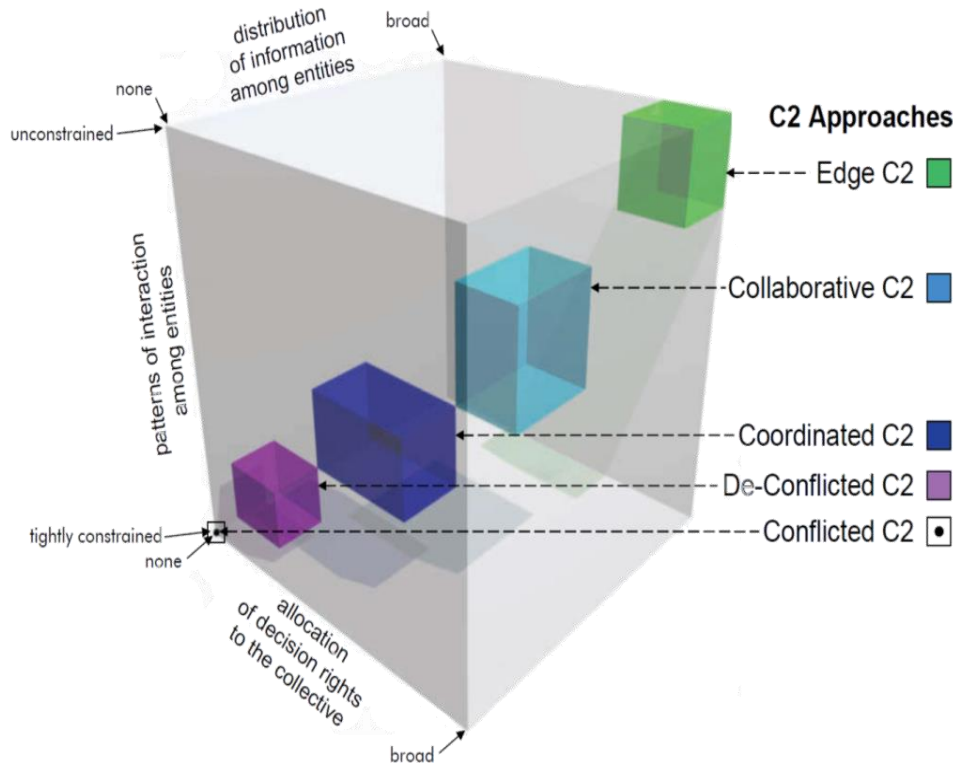 distribution
of information
among entities
broad
none
unconstrained
C2 Approaches
Edge C2
Collaborative C2
patterns of interaction
among entities
Coordinated C2
De-Conflicted C2
Conflicted C2
tightly constrained
none
allocation
of decision rights
to the collective
broad